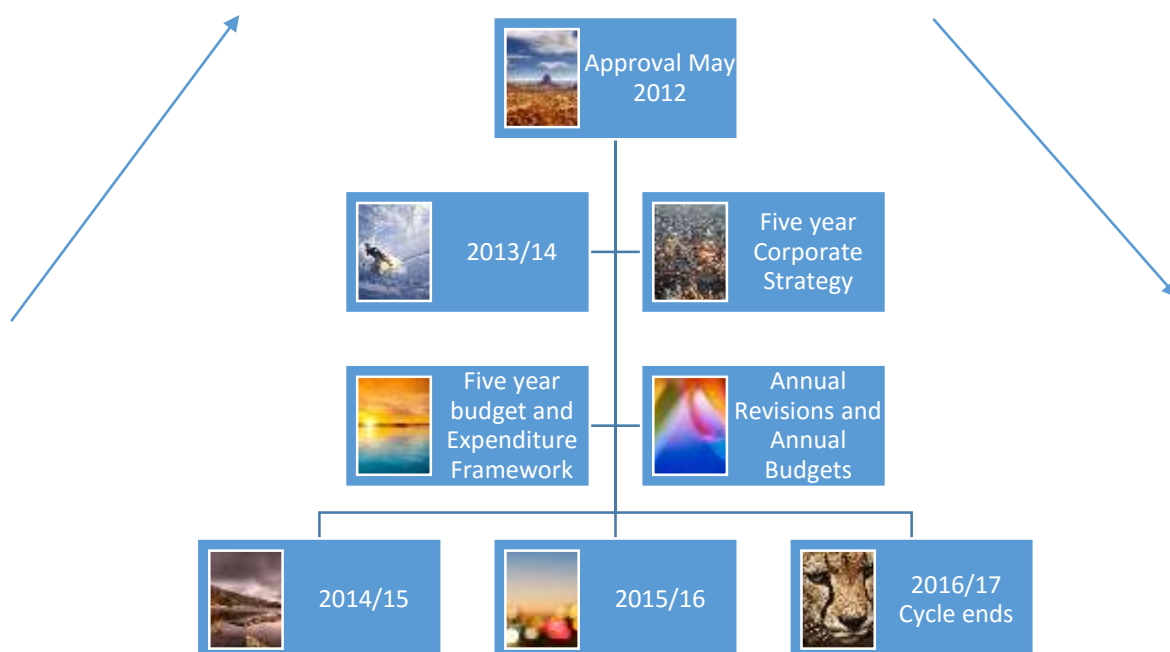 Approval May
2012
2013/14
Five year
Corporate
Strategy
Five year
budget and
Expenditure
Framework
Annual
Revisions and
Annual
Budgets
2014/15
2015/16
2016/17
Cycle ends